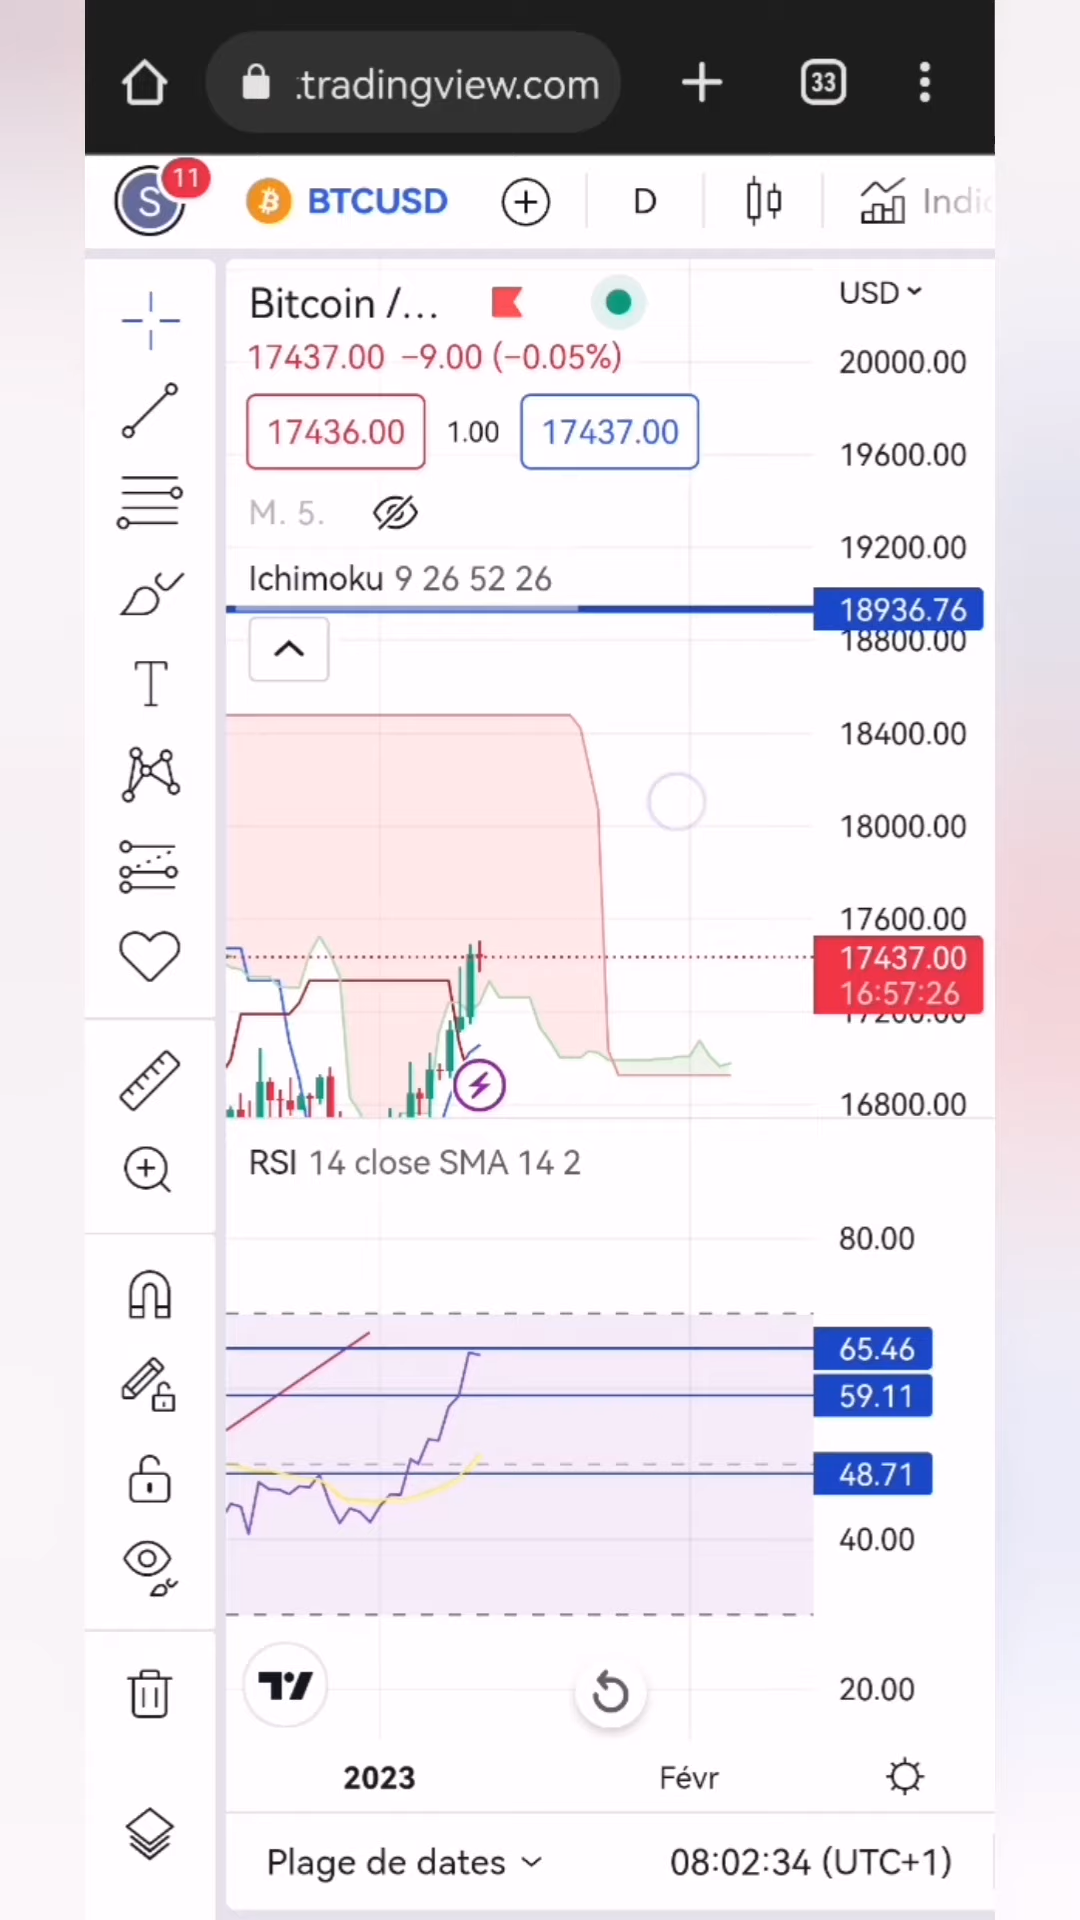 .tradingview.com
33
S
11
BTCUSD
D
Indic
Bitcoin /...
USD
17437.00 −9.00 (−0.05%)
20000.00
17436.00
1.00
17437.00
19600.00
M. 5.
19200.00
Ichimoku 9 26 52 26
18936.76
18800.00
18400.00
18000.00
17600.00
17437.00
16:57:26
17200.00
16800.00
RSI 14 close SMA 14 2
80.00
65.46
59.11
48.71
40.00
20.00
2023
Févr
Plage de dates
08:02:34 (UTC+1)